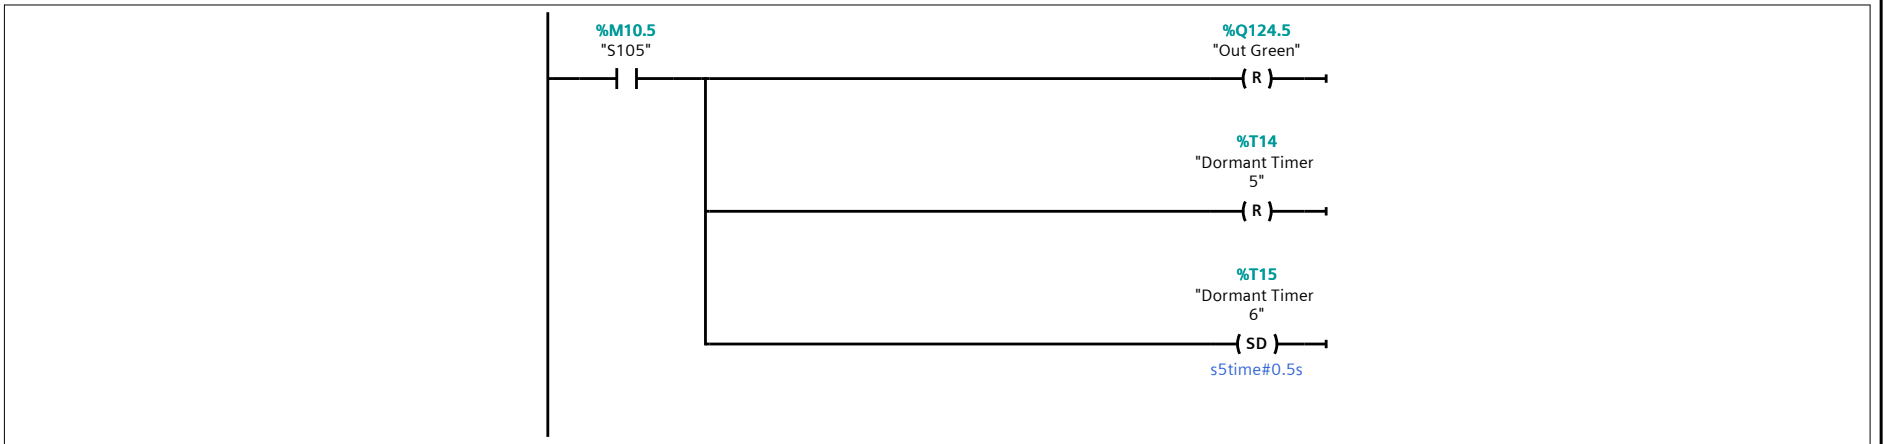 %M10.5
"S105"
%Q124.5
"Out Green"
R
%T14
"Dormant Timer
5"
R
%T15
"Dormant Timer
6"
SD
s5time#0.5s